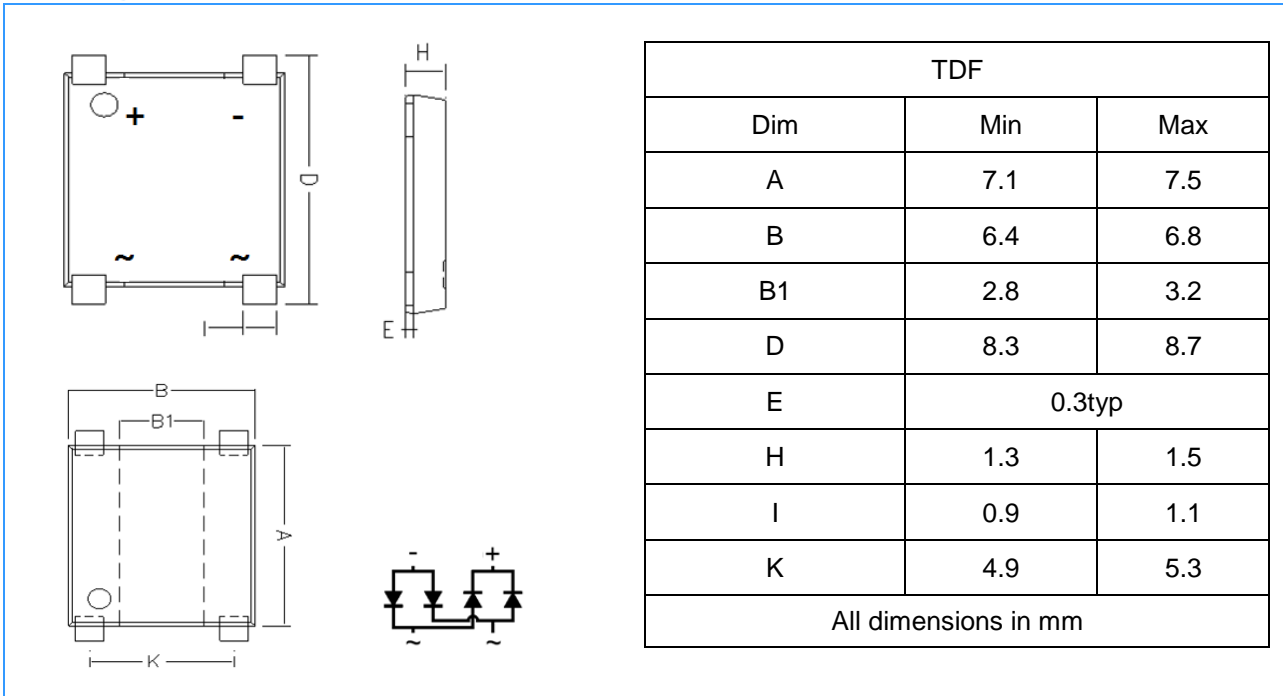 + -
~ ~
H
D
I
E
B
B1
A
K
- +
~ ~
TDF
Dim Min Max
A 7.1 7.5
B 6.4 6.8
B1 2.8 3.2
D 8.3 8.7
E 0.3typ
H 1.3 1.5
I 0.9 1.1
K 4.9 5.3
All dimensions in mm